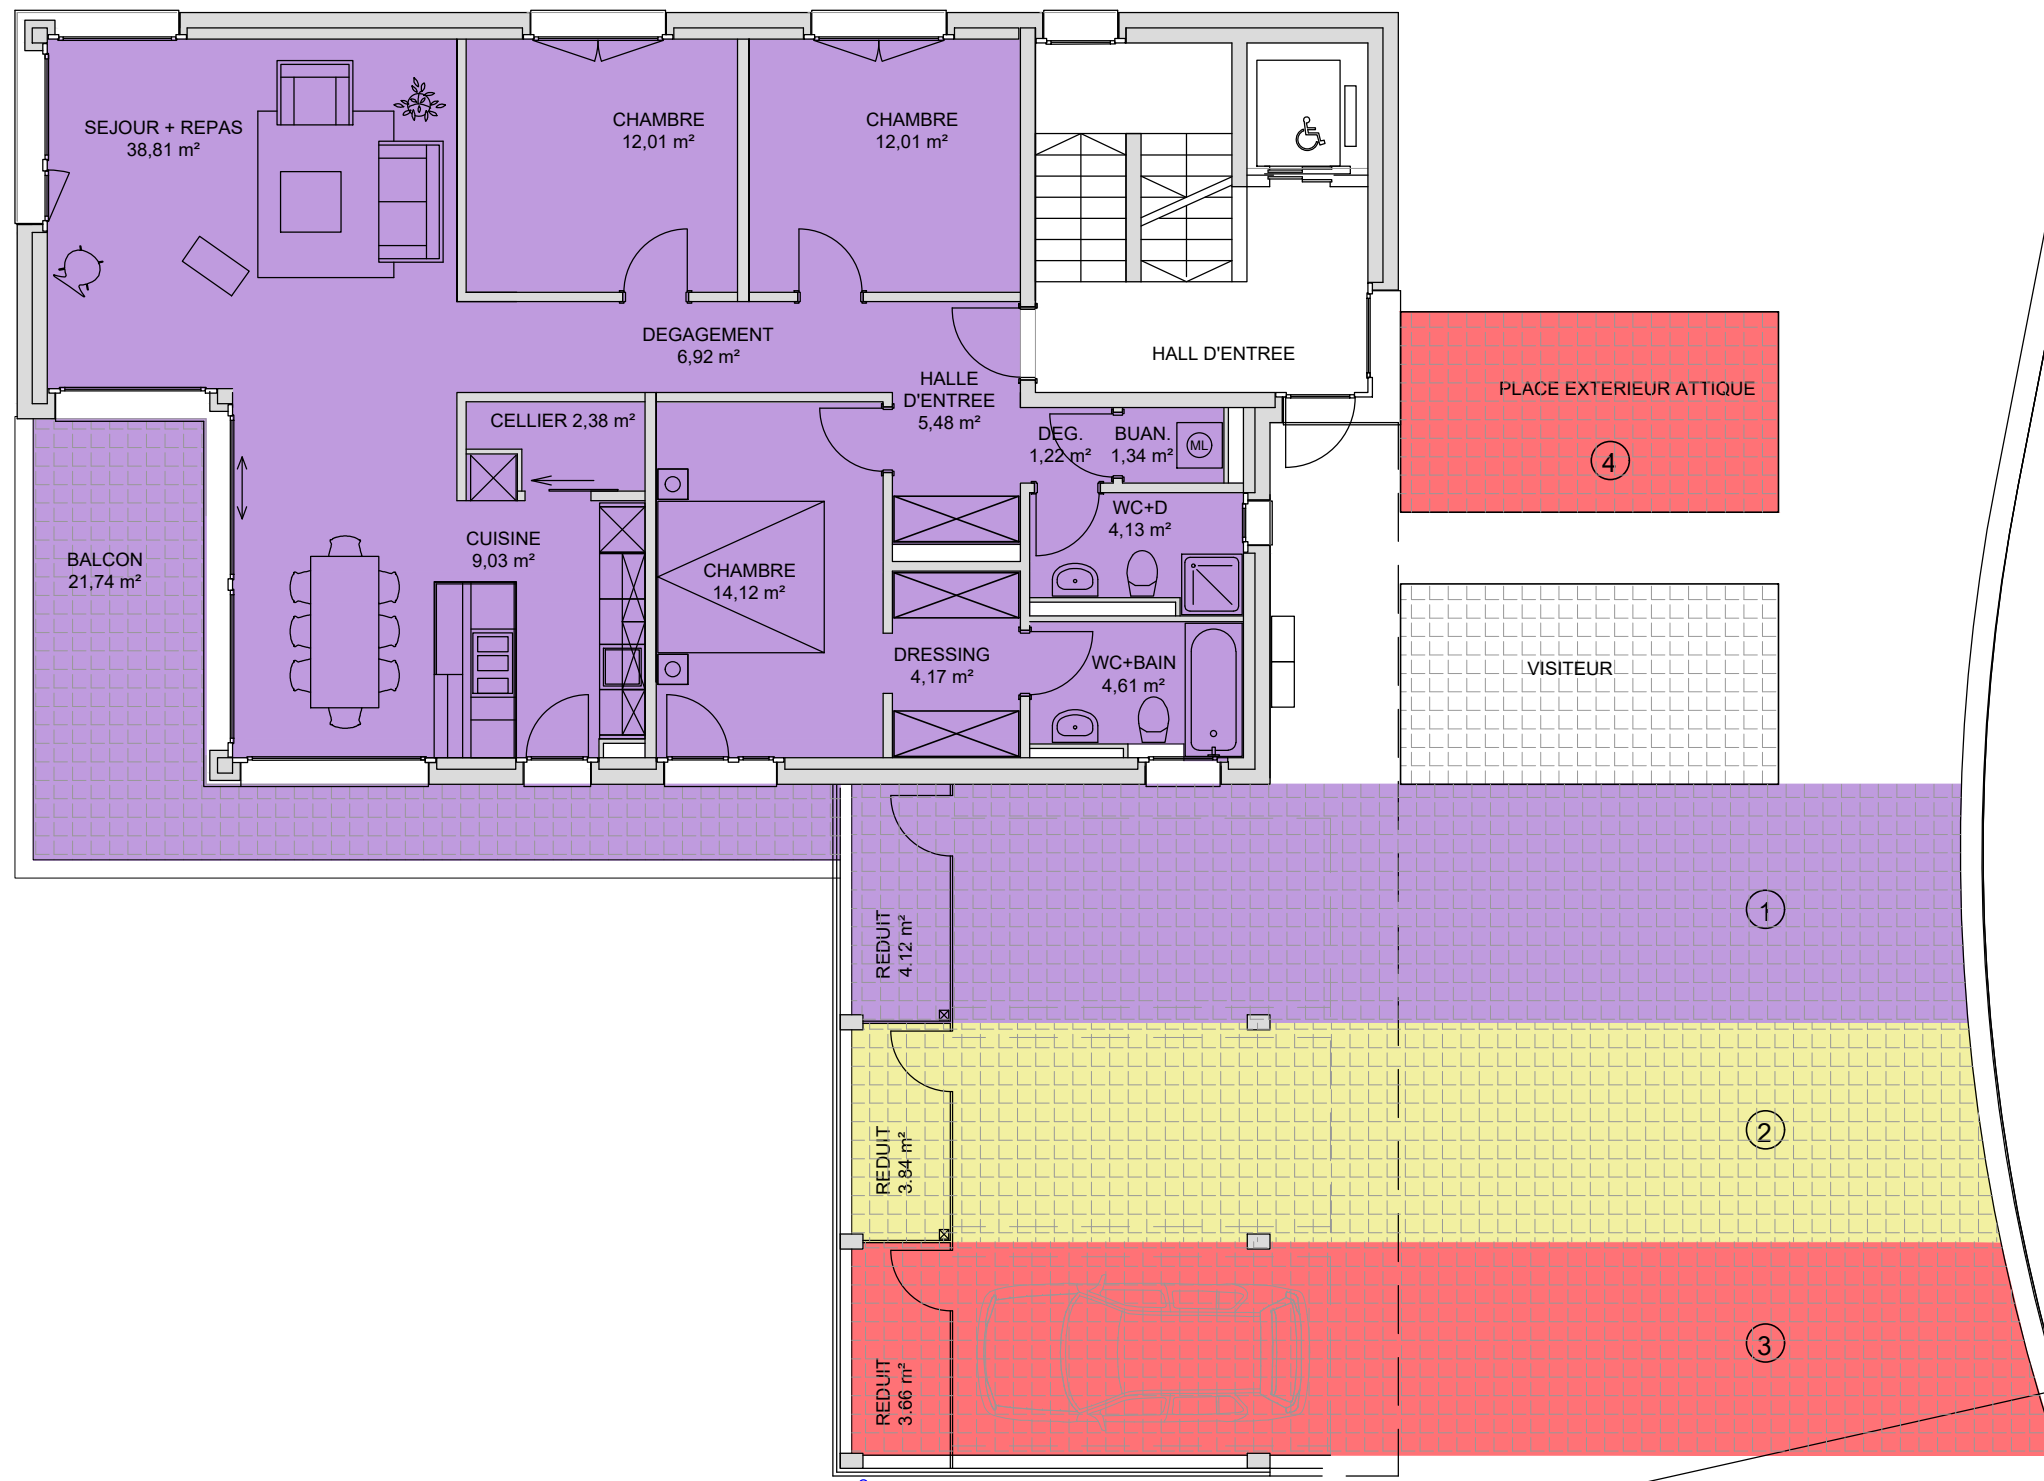 SEJOUR + REPAS
38,81 m²
CHAMBRE
12,01 m²
CHAMBRE
12,01 m²
DEGAGEMENT
6,92 m²
HALL D'ENTREE
HALLE
D'ENTREE
5,48 m²
PLACE EXTERIEUR ATTIQUE
4
CELLIER 2,38 m²
DEG.
1,22 m²
BUAN.
1,34 m²
ML
WC+D
4,13 m²
CUISINE
9,03 m²
BALCON
21,74 m²
CHAMBRE
14,12 m²
DRESSING
4,17 m²
WC+BAIN
4,61 m²
VISITEUR
REDUIT
4.12 m²
1
REDUIT
3.84 m²
2
REDUIT
3.66 m²
3